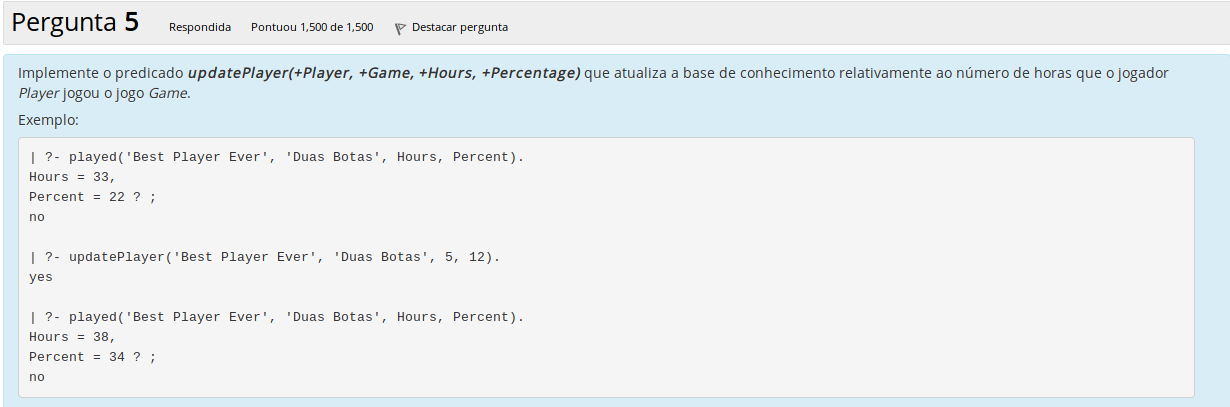 Pergunta 5 Respondida Pontuou 1,500 de 1,500 Destacar pergunta
Implemente o predicado updatePlayer(+Player, +Game, +Hours, +Percentage) que atualiza a base de conhecimento relativamente ao número de horas que o jogador
Player jogou o jogo Game.
Exemplo:
| ?- played('Best Player Ever', 'Duas Botas', Hours, Percent).
Hours = 33,
Percent = 22 ? ;
no
| ?- updatePlayer('Best Player Ever', 'Duas Botas', 5, 12).
yes
| ?- played('Best Player Ever', 'Duas Botas', Hours, Percent).
Hours = 38,
Percent = 34 ? ;
no